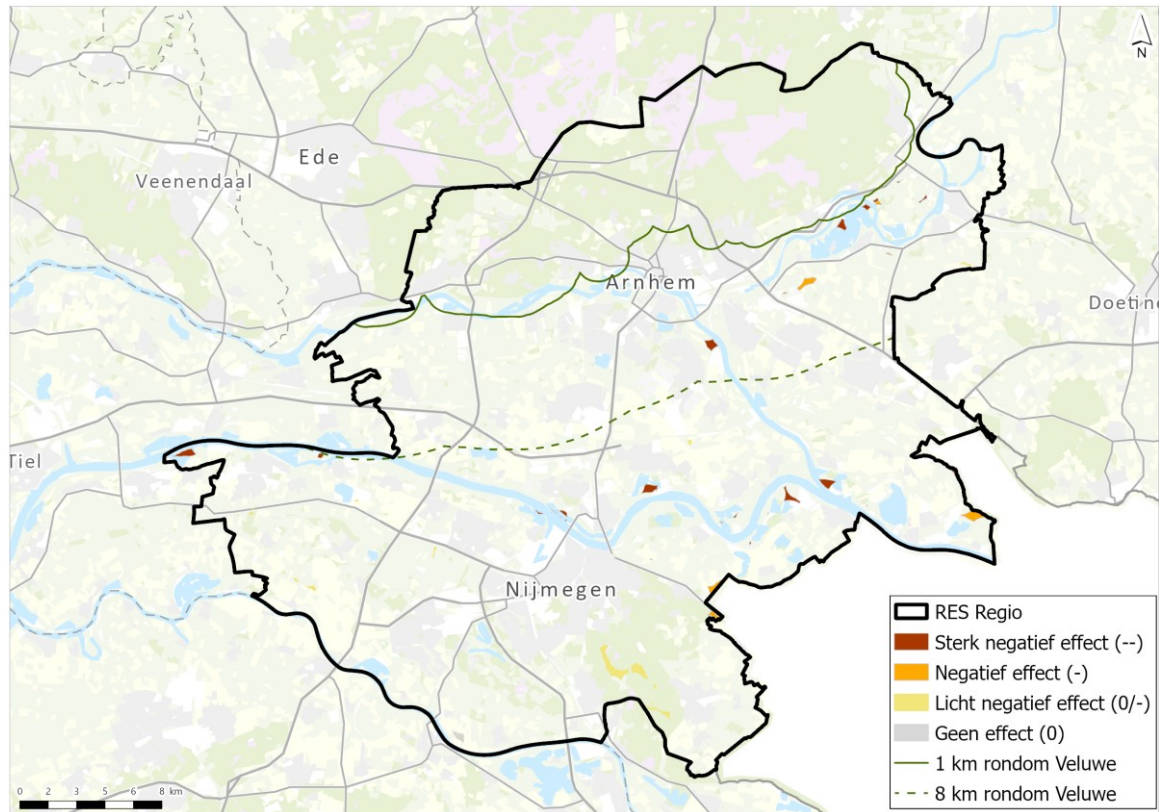 N
Ede
Veenendaal
Arnhem
Doetinc
Tiel
Nijmegen
RES Regio
Sterk negatief effect (--)
Negatief effect (-)
Licht negatief effect (0/-)
Geen effect (0)
1 km rondom Veluwe
8 km rondom Veluwe
0 2 3 5 6 8 km